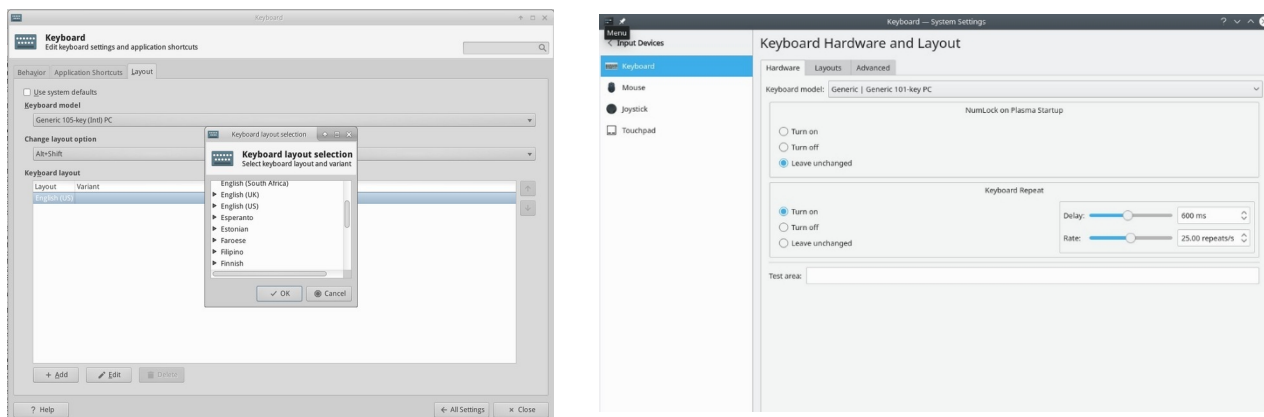 Keyboard
Keyboard
Edit keyboard settings and application shortcuts
Behavior Application Shortcuts Layout
Use system defaults
Keyboard model
Generic 105-key (Intl) PC
Change layout option
Alt+Shift
Keyboard layout
Layout Variant
English (US)
Keyboard layout selection
Keyboard layout selection
Select keyboard layout and variant
English (South Africa)
English (UK)
English (US)
Esperanto
Estonian
Faroese
Filipino
Finnish
OK Cancel
Add Edit Delete
Help All Settings Close
Keyboard — System Settings
Menu
Input Devices
Keyboard
Mouse
Joystick
Touchpad
Keyboard Hardware and Layout
Hardware Layouts Advanced
Keyboard model: Generic | Generic 101-key PC
NumLock on Plasma Startup
Turn on
Turn off
Leave unchanged
Keyboard Repeat
Turn on
Turn off
Leave unchanged
Delay: 600 ms
Rate: 25.00 repeats/s
Test area: